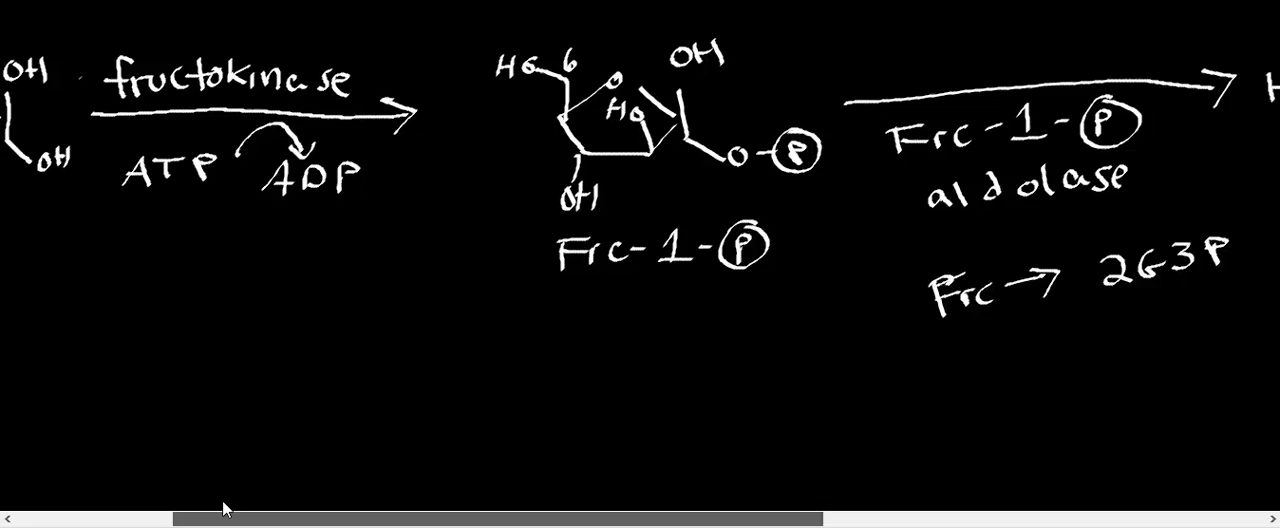 OH
OH
fructokinase
ATP ADP
HO 6
O
OH
HO
O-P
OH
Frc-1-P
Frc-1-P
aldolase
Frc → 2G3P
H